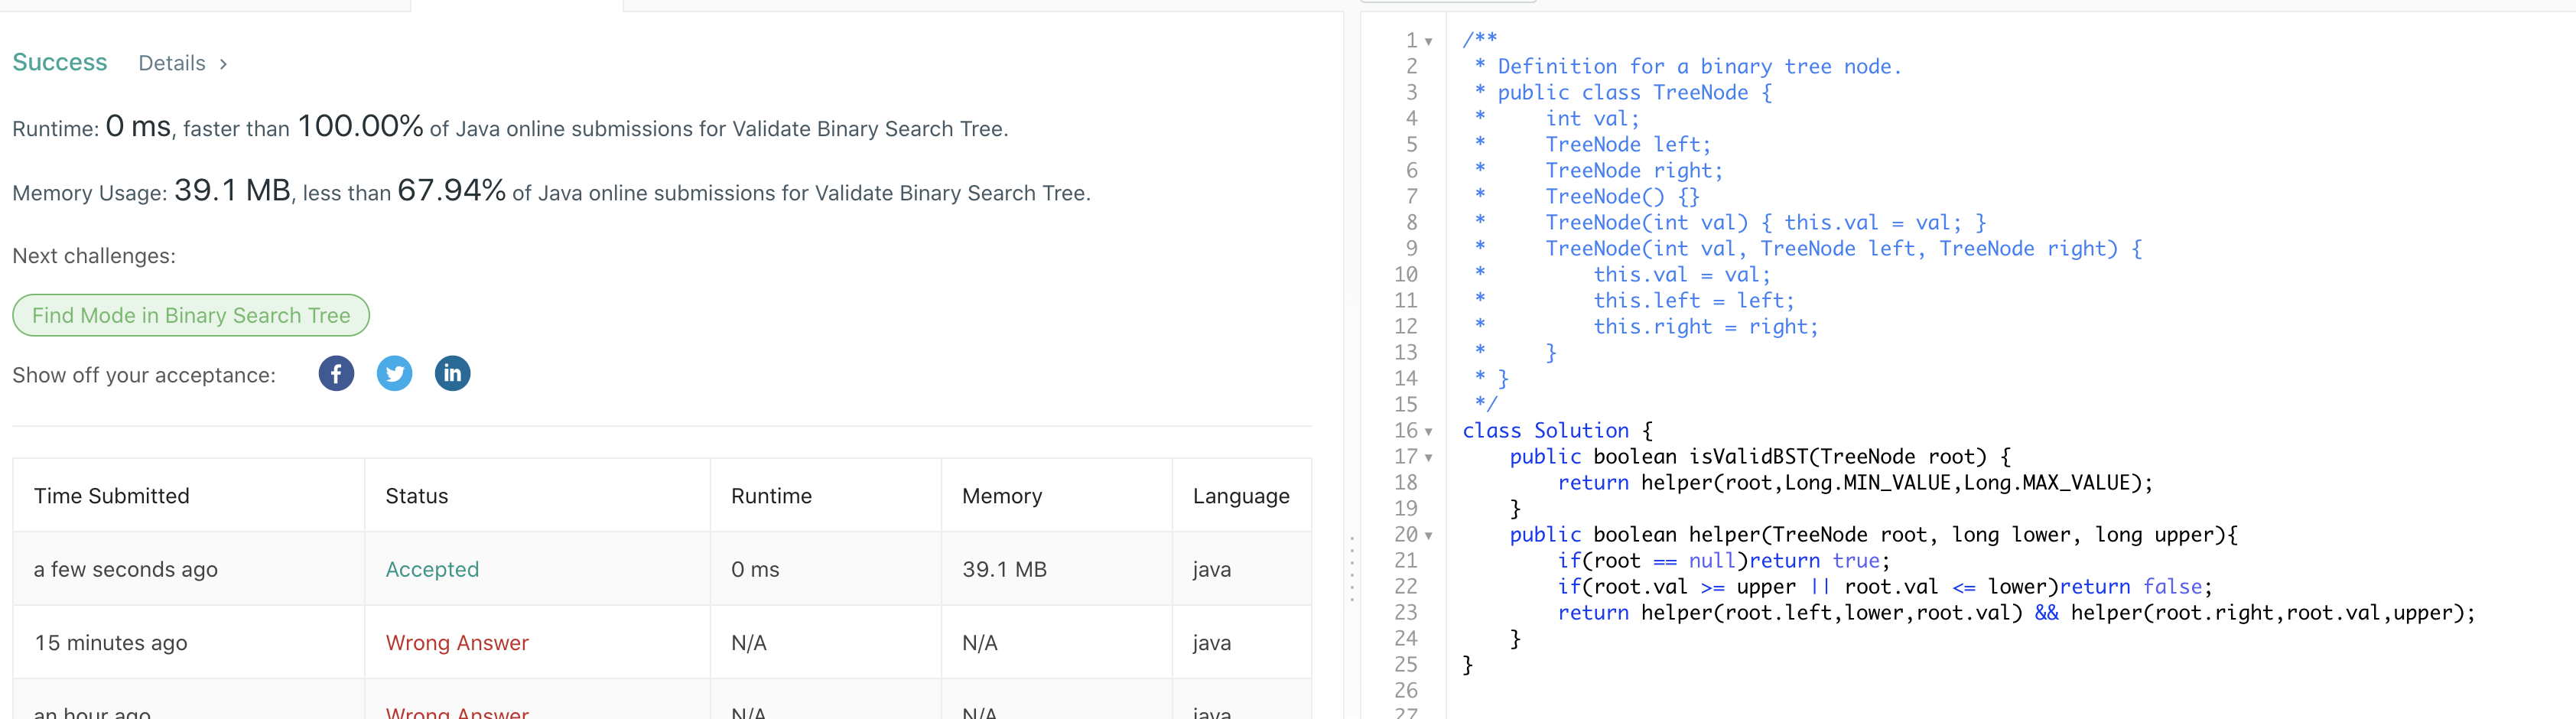 Success Details >
Runtime: 0 ms, faster than 100.00% of Java online submissions for Validate Binary Search Tree.
Memory Usage: 39.1 MB, less than 67.94% of Java online submissions for Validate Binary Search Tree.
Next challenges:
Find Mode in Binary Search Tree
Show off your acceptance:
Time Submitted Status Runtime Memory Language
a few seconds ago Accepted 0 ms 39.1 MB java
15 minutes ago Wrong Answer N/A N/A java
an hour ago Wrong Answer N/A N/A java
1 /**
2  * Definition for a binary tree node.
3  * public class TreeNode {
4  *     int val;
5  *     TreeNode left;
6  *     TreeNode right;
7  *     TreeNode() {}
8  *     TreeNode(int val) { this.val = val; }
9  *     TreeNode(int val, TreeNode left, TreeNode right) {
10  *         this.val = val;
11  *         this.left = left;
12  *         this.right = right;
13  *     }
14  * }
15  */
16 class Solution {
17     public boolean isValidBST(TreeNode root) {
18         return helper(root,Long.MIN_VALUE,Long.MAX_VALUE);
19     }
20     public boolean helper(TreeNode root, long lower, long upper){
21         if(root == null)return true;
22         if(root.val >= upper || root.val <= lower)return false;
23         return helper(root.left,lower,root.val) && helper(root.right,root.val,upper);
24     }
25 }
26
27